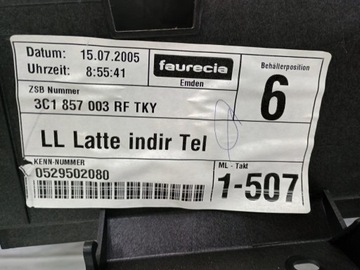 Datum: 15.07.2005
Uhrzeit: 8:55:41
faurecia
Emden
Behälterposition
6
ZSB Nummer
3C1 857 003 RF TKY
LL Latte indir Tel
KENN-NUMMER
0529502080
ML - Takt
1-507